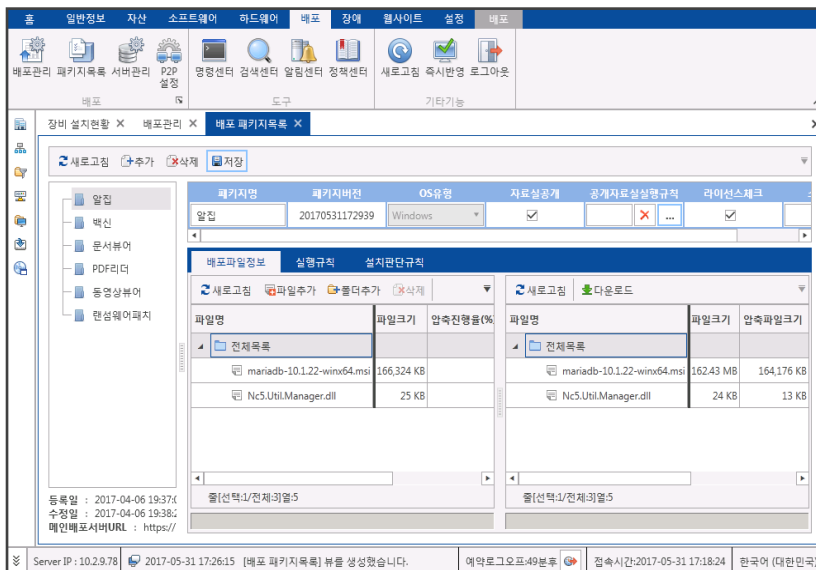 홈 일반정보 자산 소프트웨어 하드웨어 배포 장애 웹사이트 설정 배포
배포관리 패키지목록 서버관리 P2P 설정 명령센터 검색센터 알림센터 정책센터 새로고침 즉시반영 로그아웃
배포 도구 기타기능
장비 설치현황 배포관리 배포 패키지목록
새로고침 추가 삭제 저장
알집
백신
문서뷰어
PDF리더
동영상뷰어
랜섬웨어패치
패키지명 패키지버전 OS유형 자료실공개 공개자료실실행규칙 라이선스체크
알집 20170531172939 Windows ...
배포파일정보 실행규칙 설치판단규칙
새로고침 파일추가 폴더추가 삭제
파일명 파일크기 압축진행율(%
전체목록
mariadb-10.1.22-winx64.msi 166,324 KB
Nc5.Util.Manager.dll 25 KB
줄[선택:1/전체:3]열:5
새로고침 다운로드
파일명 파일크기 압축파일크기
전체목록
mariadb-10.1.22-winx64.msi 162.43 MB 164,176 KB
Nc5.Util.Manager.dll 24 KB 13 KB
줄[선택:1/전체:3]열:5
등록일 : 2017-04-06 19:37:0
수정일 : 2017-04-06 19:38:2
메인배포서버URL : https://
Server IP : 10.2.9.78 2017-05-31 17:26:15 [배포 패키지목록] 뷰를 생성했습니다. 예약로그오프:49분후 접속시간:2017-05-31 17:18:24 한국어 (대한민국)